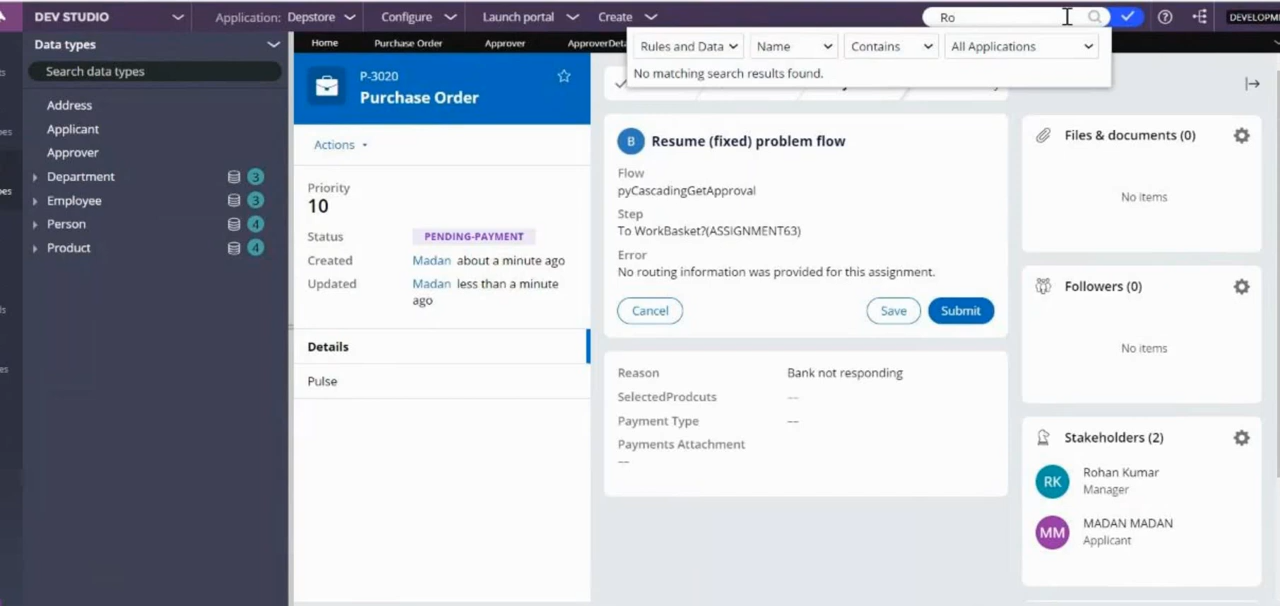 DEV STUDIO
Application: Depstore
Configure
Launch portal
Create
Ro
DEVELOPM
Data types
Search data types
Address
Applicant
Approver
Department
3
Employee
3
Person
4
Product
4
Home
Purchase Order
Approver
ApproverDeta
Rules and Data
Name
Contains
All Applications
No matching search results found.
P-3020
Purchase Order
Actions
Priority
10
Status
PENDING-PAYMENT
Created
Madan about a minute ago
Updated
Madan less than a minute
ago
Details
Pulse
B
Resume (fixed) problem flow
Flow
pyCascadingGetApproval
Step
To WorkBasket?(ASSIGNMENT63)
Error
No routing information was provided for this assignment.
Cancel
Save
Submit
Reason
Bank not responding
SelectedProdcuts
---
Payment Type
---
Payments Attachment
---
Files & documents (0)
No items
Followers (0)
No items
Stakeholders (2)
RK
Rohan Kumar
Manager
MM
MADAN MADAN
Applicant